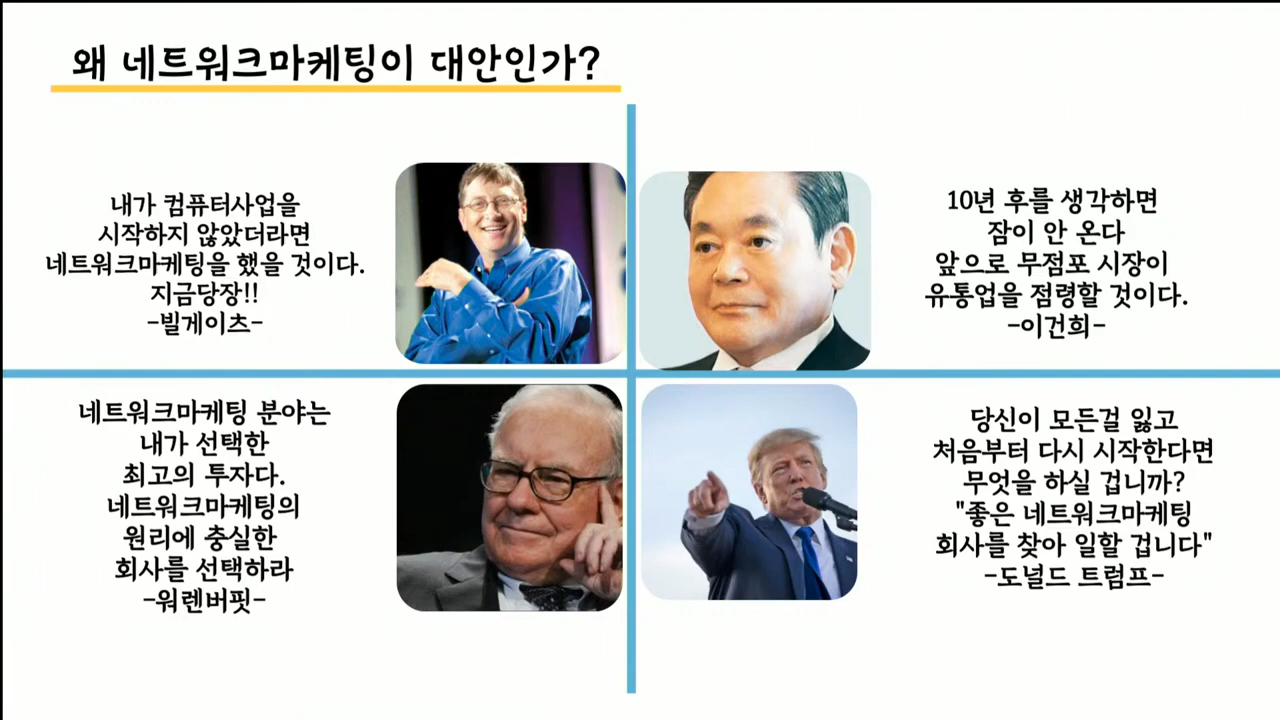 왜 네트워크마케팅이 대안인가?
내가 컴퓨터사업을
시작하지 않았더라면
네트워크마케팅을 했을 것이다.
지금당장!!
-빌게이츠-
10년 후를 생각하면
잠이 안 온다
앞으로 무점포 시장이
유통업을 점령할 것이다.
-이건희-
네트워크마케팅 분야는
내가 선택한
최고의 투자다.
네트워크마케팅의
원리에 충실한
회사를 선택하라
-워렌버핏-
당신이 모든걸 잃고
처음부터 다시 시작한다면
무엇을 하실 겁니까?
"좋은 네트워크마케팅
회사를 찾아 일할 겁니다"
-도널드 트럼프-